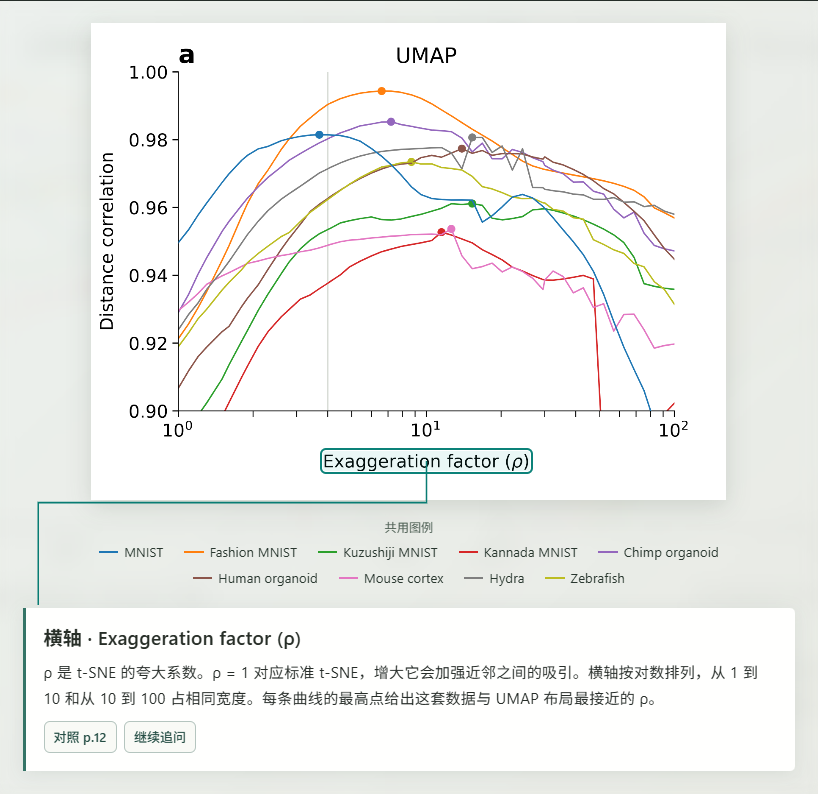 a
UMAP
1.00
0.98
0.96
0.94
0.92
0.90
Distance correlation
10⁰
10¹
10²
Exaggeration factor (ρ)
共用图例
MNIST
Fashion MNIST
Kuzushiji MNIST
Kannada MNIST
Chimp organoid
Human organoid
Mouse cortex
Hydra
Zebrafish
横轴 · Exaggeration factor (ρ)
ρ 是 t-SNE 的夸大系数。ρ = 1 对应标准 t-SNE，增大它会加强近邻之间的吸引。横轴按对数排列，从 1 到
10 和从 10 到 100 占相同宽度。每条曲线的最高点给出这套数据与 UMAP 布局最接近的 ρ。
对照 p.12
继续追问